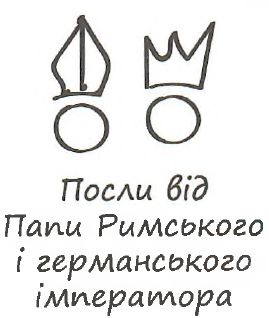 Посли від
Папи Римського
і германського
імператора